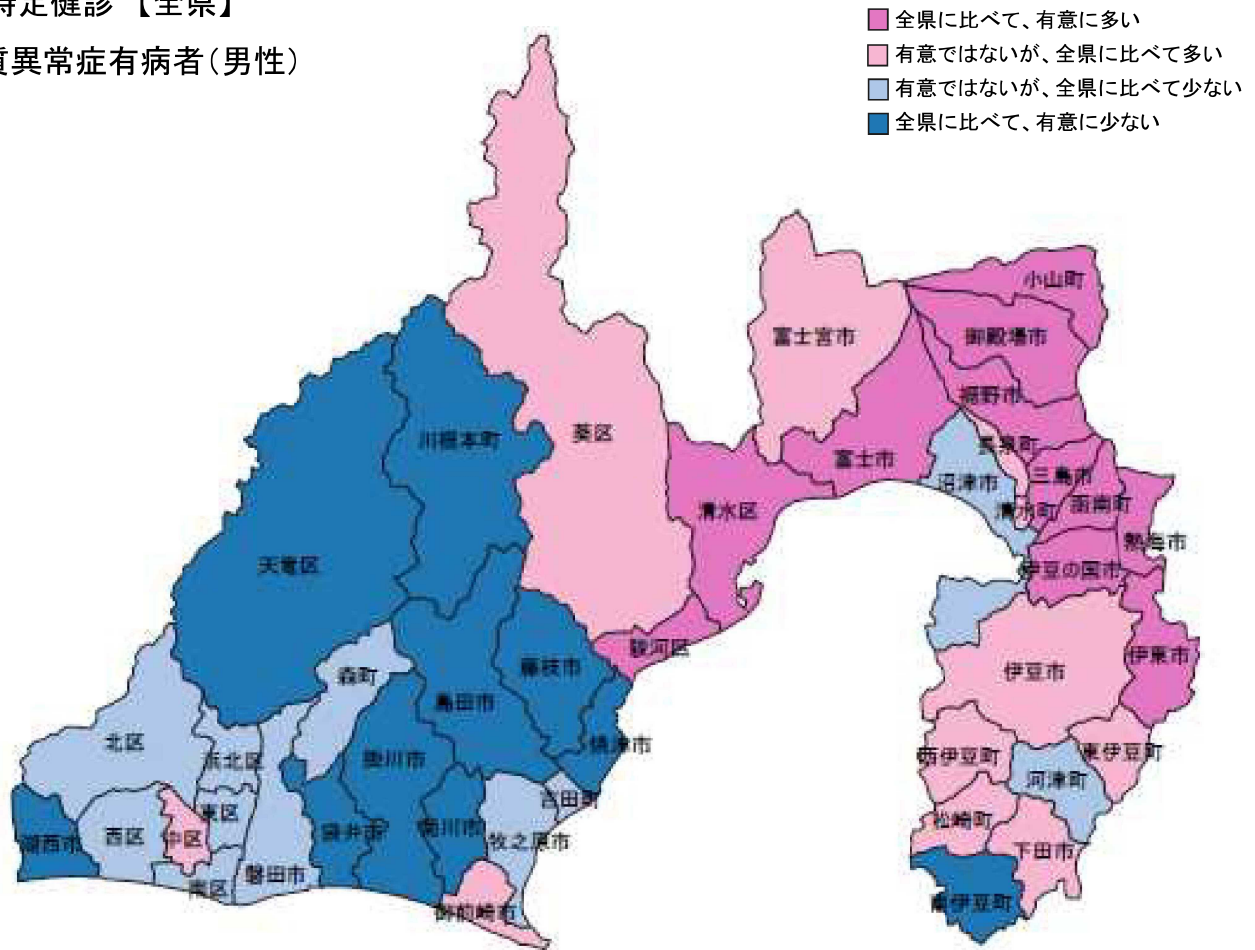 特定健診 【全県】
質異常症有病者(男性)
全県に比べて、有意に多い
有意ではないが、全県に比べて多い
有意ではないが、全県に比べて少ない
全県に比べて、有意に少ない
小山町
富士宮市
御殿場市
裾野市
川根本町
葵区
富士市
長泉町
沼津市
三島市
清水区
清水町
函南町
熱海市
天竜区
伊豆の国市
駿河区
伊東市
森町
藤枝市
伊豆市
島田市
北区
浜北区
掛川市
焼津市
西伊豆町
東伊豆町
河津町
吉田町
東区
湖西市
西区
中区
袋井市
菊川市
牧之原市
松崎町
下田市
磐田市
南区
御前崎市
南伊豆町